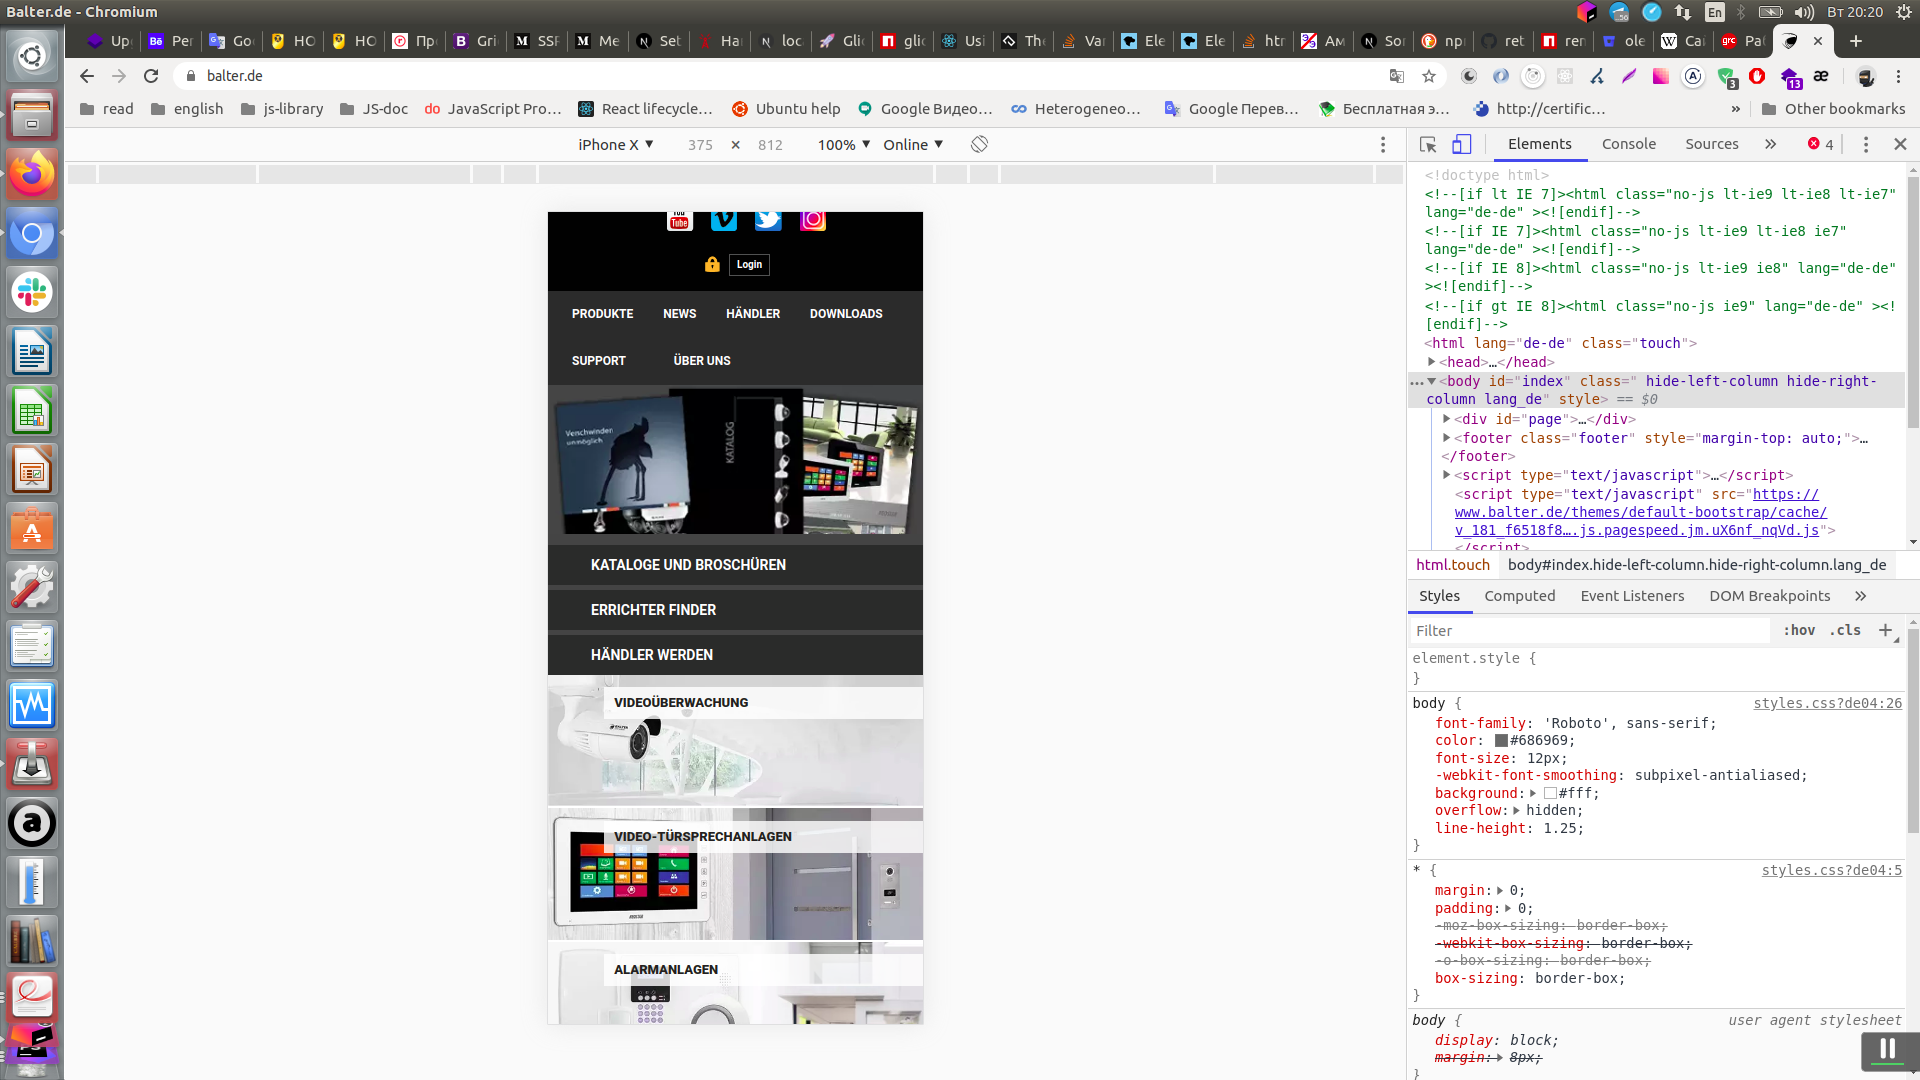 Balter.de - Chromium
En
Вт 20:20
Up
Per
Go
HO
HO
Пр
Gri
SSF
Me
Set
Ha
loc
Gli
glic
Usi
The
Var
Ele
Ele
htr
Ам
So
np
ret
ren
ole
Cai
Pa
balter.de
3
13
read
english
js-library
JS-doc
do JavaScript Pro...
React lifecycle...
Ubuntu help
Google Видео...
Heterogeneo...
Google Перев...
Бесплатная э...
http://certific...
»
Other bookmarks
iPhone X ▼ 375 × 812 100% ▼ Online ▼
Elements Console Sources » 4
You Tube
Login
PRODUKTE NEWS HÄNDLER DOWNLOADS
SUPPORT ÜBER UNS
Verschwinden
unmöglich
KATALOG
KATALOGE UND BROSCHÜREN
ERRICHTER FINDER
HÄNDLER WERDEN
VIDEOÜBERWACHUNG
VIDEO-TÜRSPRECHANLAGEN
ALARMANLAGEN
<!doctype html>
<!--[if lt IE 7]><html class="no-js lt-ie9 lt-ie8 lt-ie7"
lang="de-de" ><![endif]-->
<!--[if IE 7]><html class="no-js lt-ie9 lt-ie8 ie7"
lang="de-de" ><![endif]-->
<!--[if IE 8]><html class="no-js lt-ie9 ie8" lang="de-de"
><![endif]-->
<!--[if gt IE 8]><html class="no-js ie9" lang="de-de" ><!
[endif]-->
<html lang="de-de" class="touch">
▶<head>…</head>
…▼<body id="index" class=" hide-left-column hide-right-
column lang_de" style> == $0
▶<div id="page">…</div>
▶<footer class="footer" style="margin-top: auto;">…
</footer>
▶<script type="text/javascript">…</script>
<script type="text/javascript" src="https://
www.balter.de/themes/default-bootstrap/cache/
v_181_f6518f8….js.pagespeed.jm.uX6nf_nqVd.js">
</script>
html.touch body#index.hide-left-column.hide-right-column.lang_de
Styles Computed Event Listeners DOM Breakpoints »
Filter :hov .cls +
element.style {
}
body { styles.css?de04:26
font-family: 'Roboto', sans-serif;
color: #686969;
font-size: 12px;
-webkit-font-smoothing: subpixel-antialiased;
background:▶ #fff;
overflow:▶ hidden;
line-height: 1.25;
}
* { styles.css?de04:5
margin:▶ 0;
padding:▶ 0;
-moz-box-sizing: border-box;
-webkit-box-sizing: border-box;
-o-box-sizing: border-box;
box-sizing: border-box;
}
body { user agent stylesheet
display: block;
margin:▶ 8px;
}